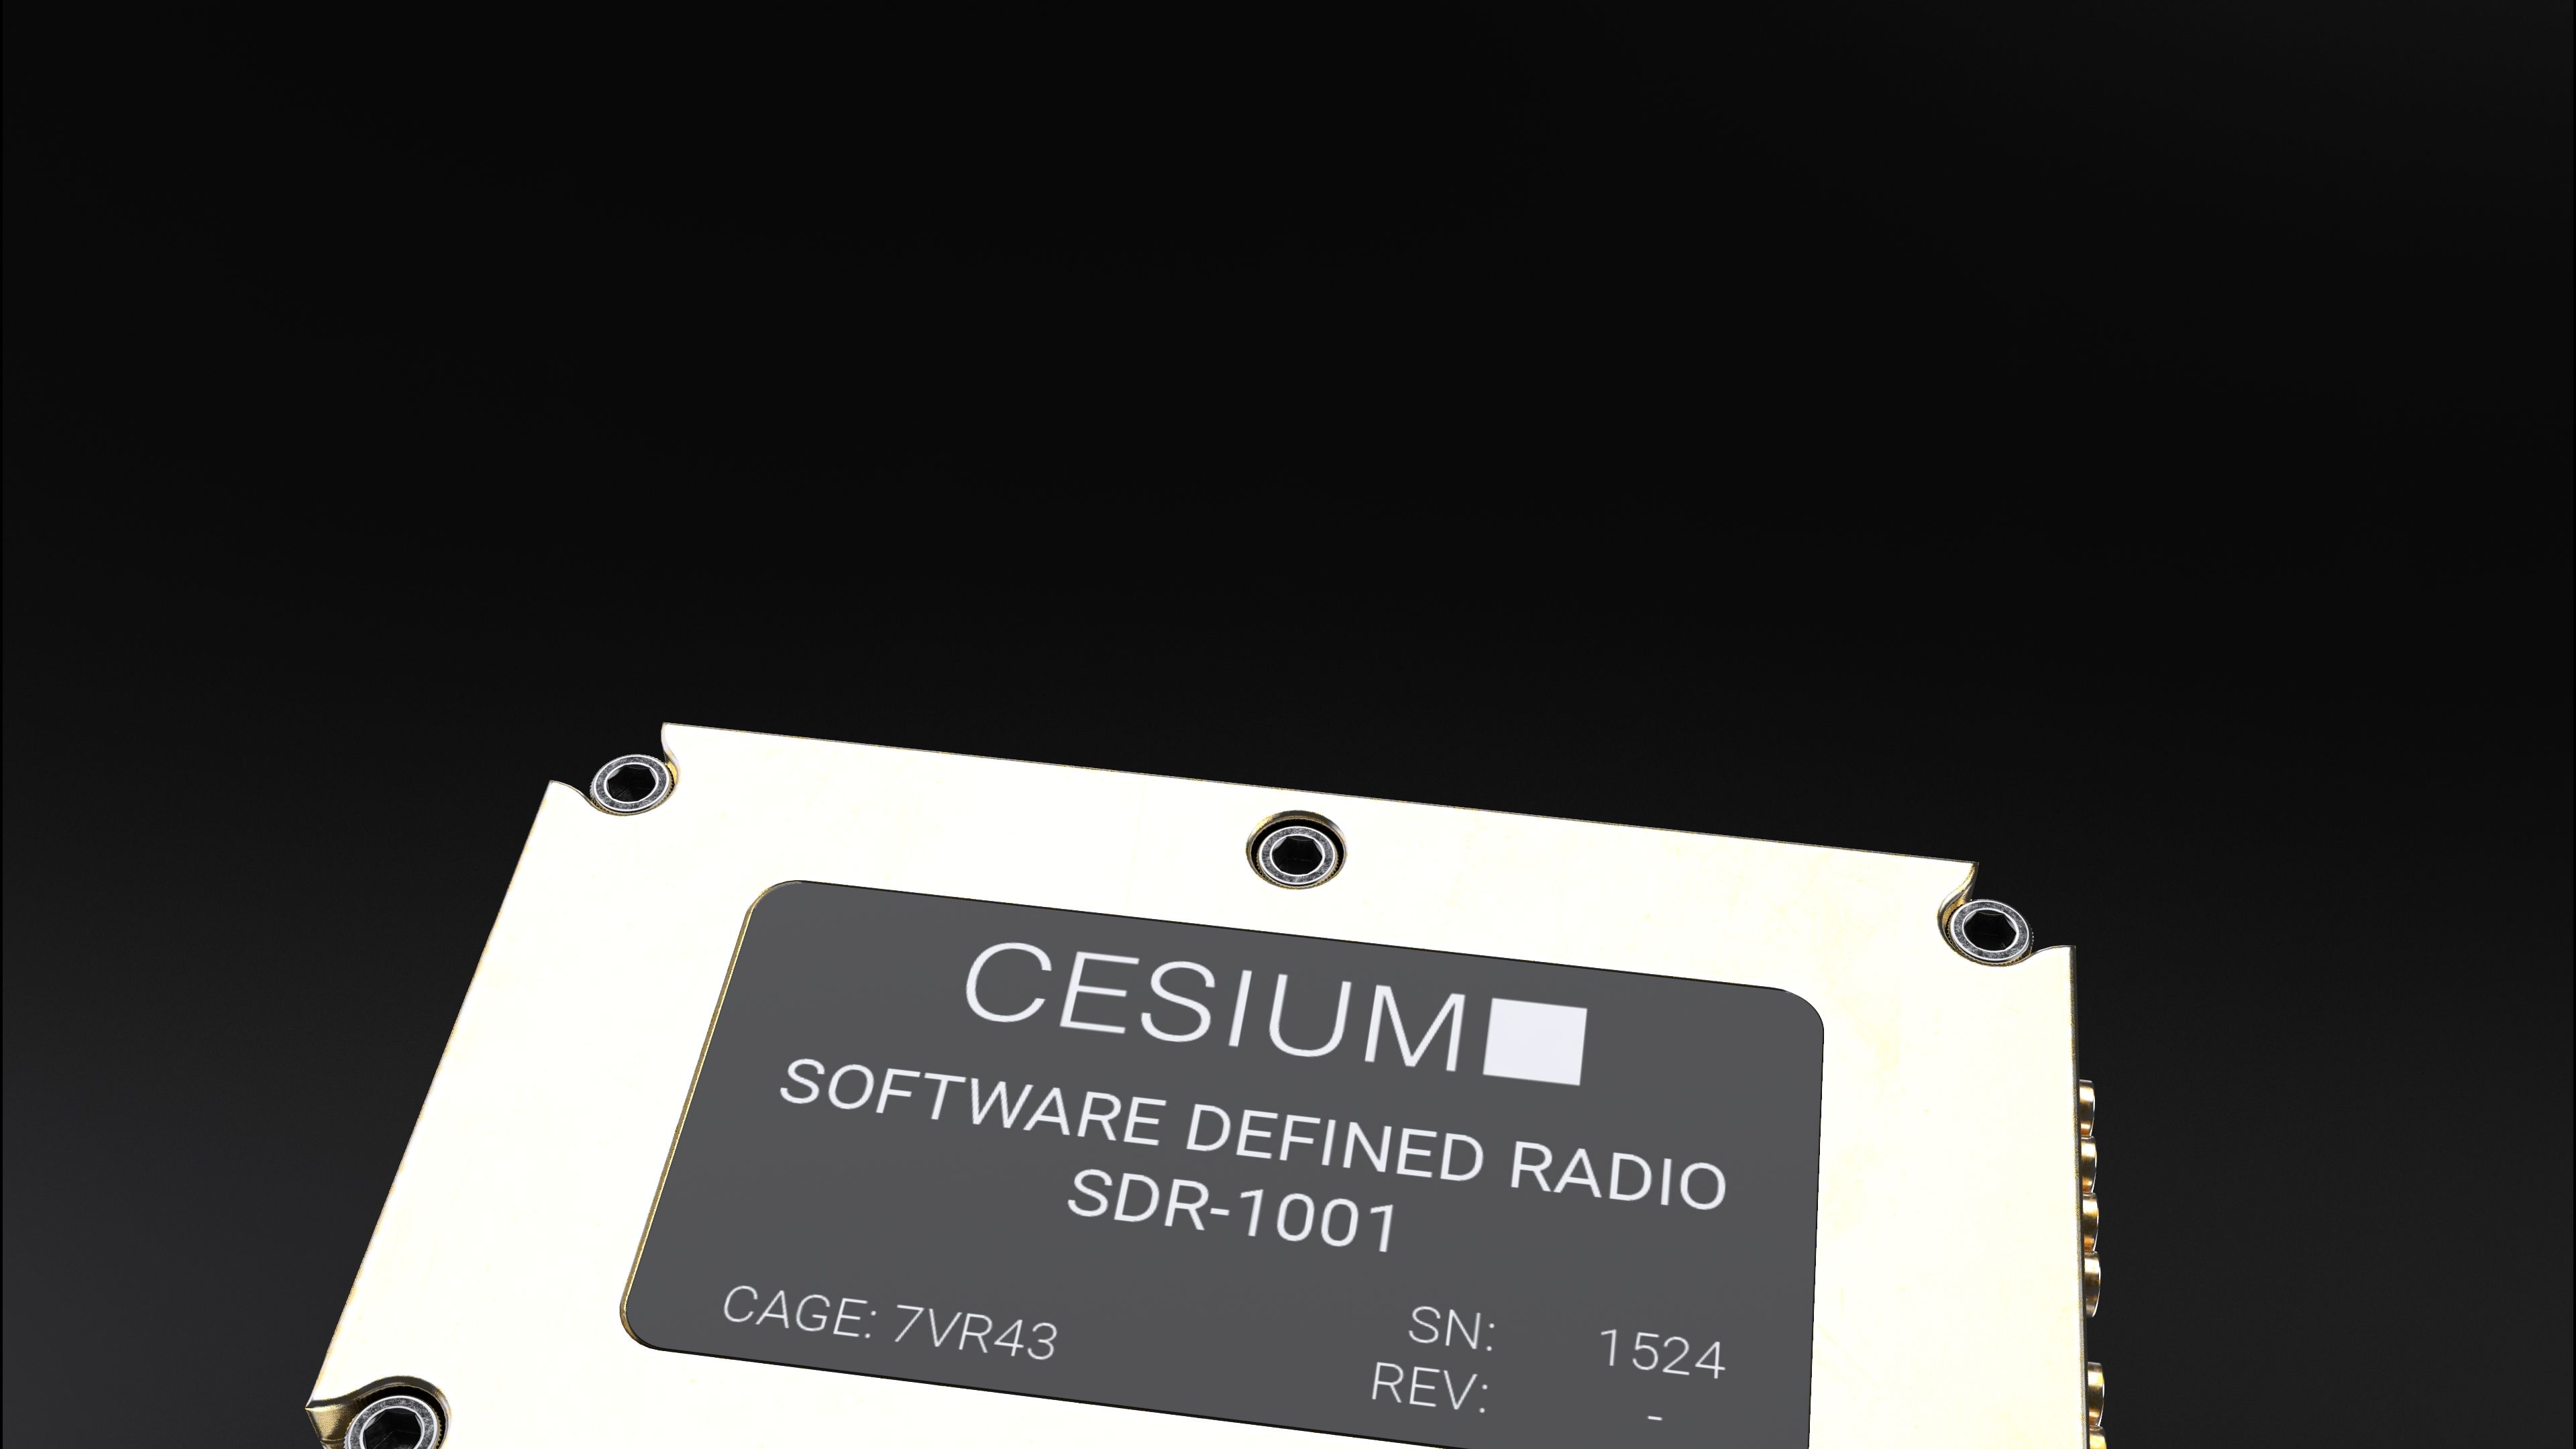 CESIUM
SOFTWARE DEFINED RADIO
SDR-1001
CAGE: 7VR43
SN: 1524
REV: -